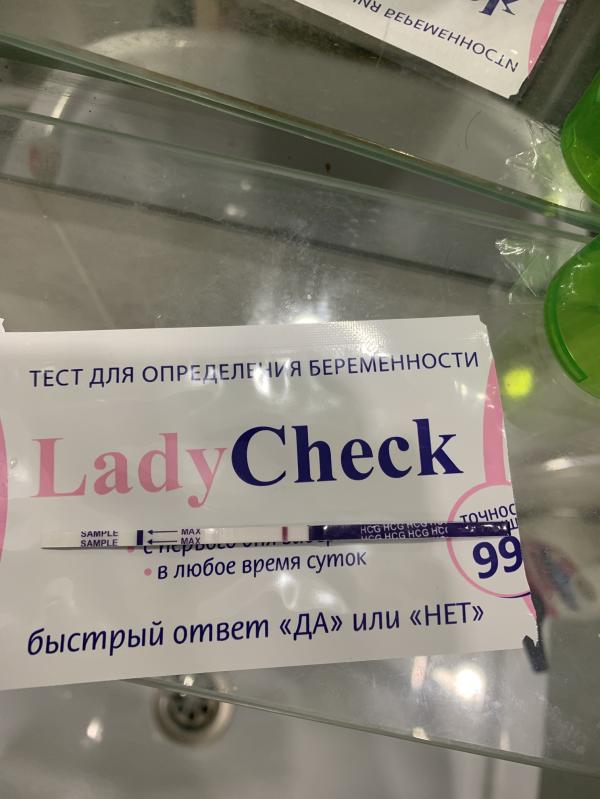 БЕРЕМЕННОСТИ
ТЕСТ ДЛЯ ОПРЕДЕЛЕНИЯ БЕРЕМЕННОСТИ
LadyCheck
SAMPLE MAX HCG HCG HCG
SAMPLE MAX HCG HCG HCG HCG
99
• в любое время суток
быстрый ответ «ДА» или «НЕТ»